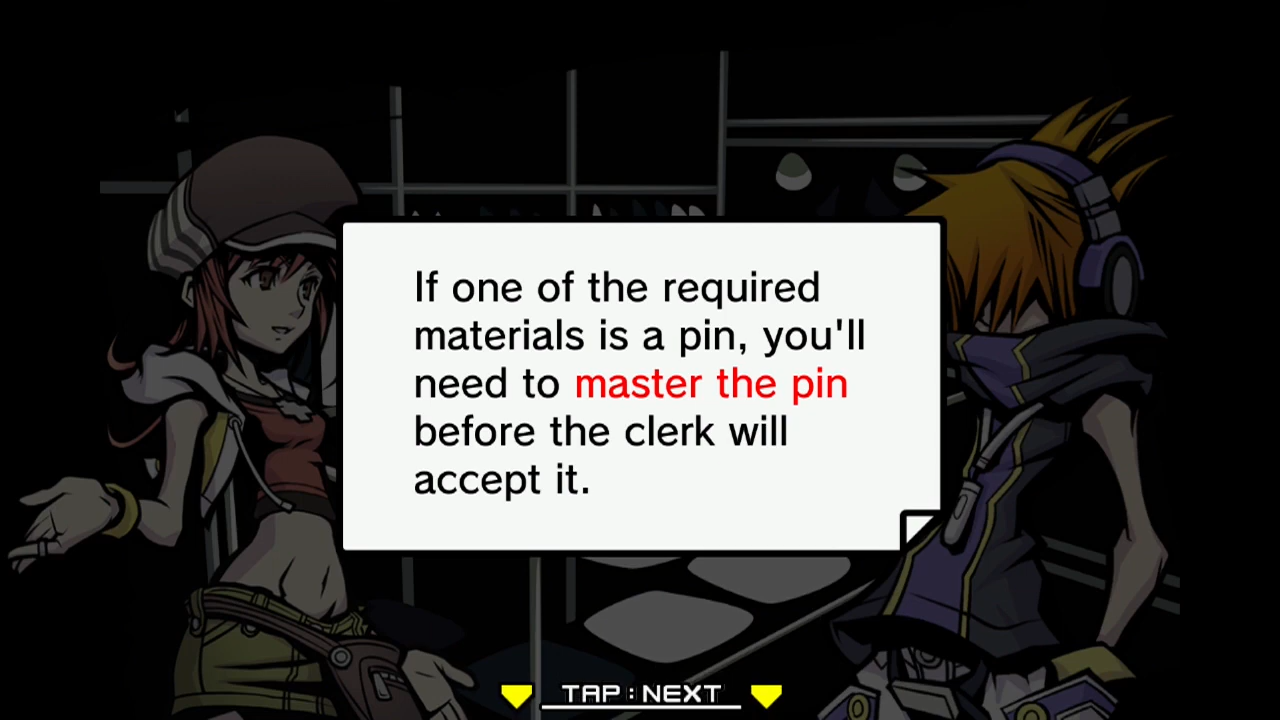 If one of the required
materials is a pin, you'll
need to master the pin
before the clerk will
accept it.
TAP : NEXT